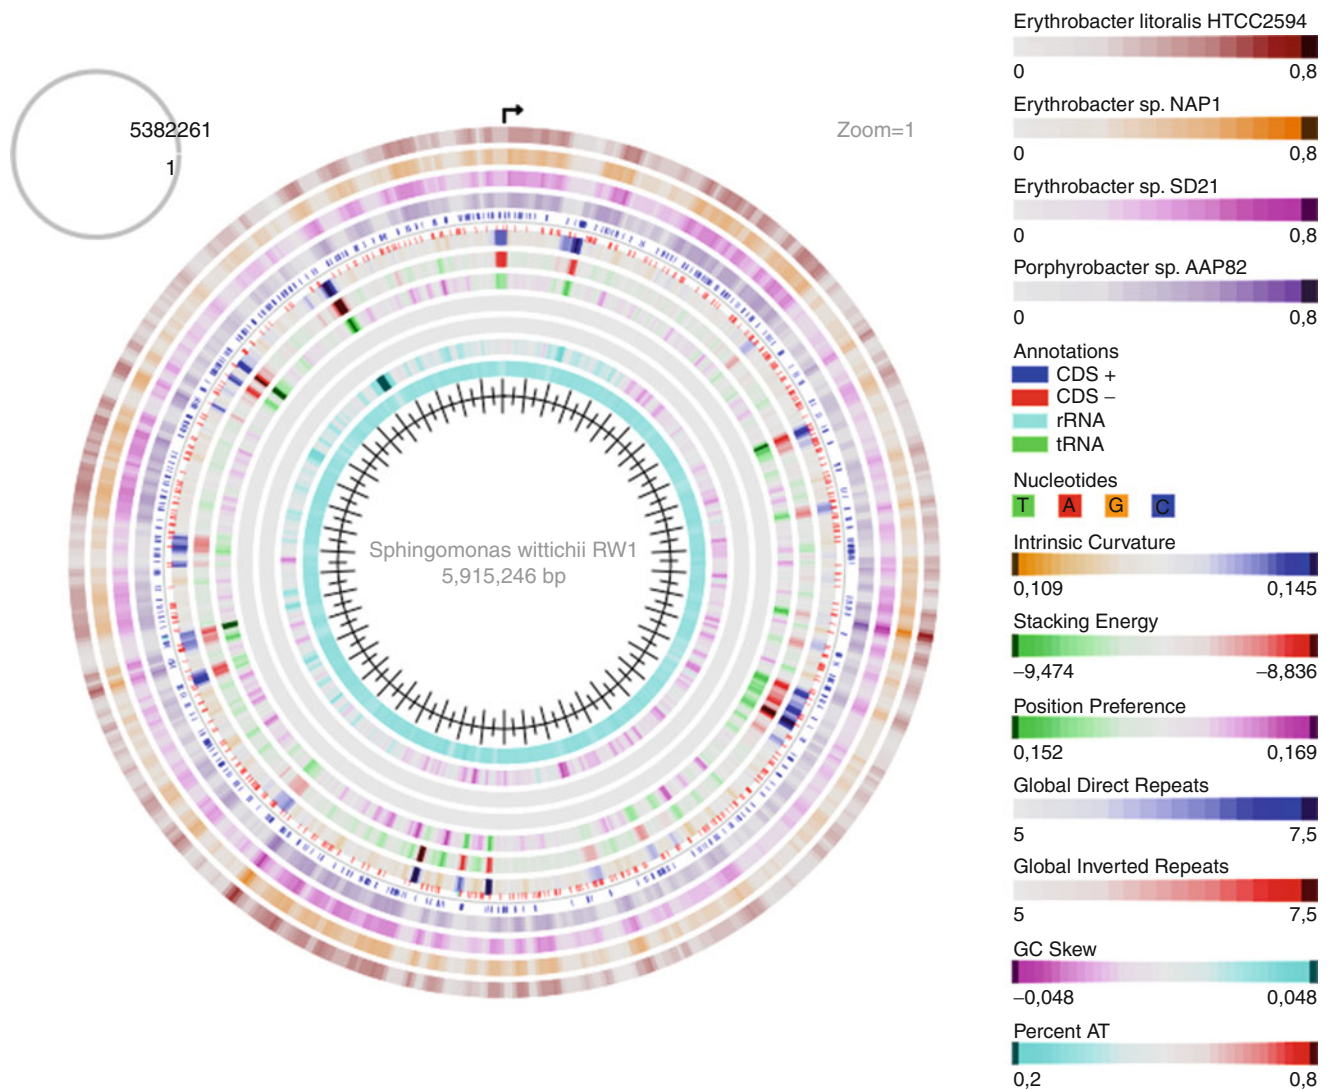 5382261
1
Zoom=1
Sphingomonas wittichii RW1
5,915,246 bp
Erythrobacter litoralis HTCC2594
0 0,8
Erythrobacter sp. NAP1
0 0,8
Erythrobacter sp. SD21
0 0,8
Porphyrobacter sp. AAP82
0 0,8
Annotations
CDS +
CDS –
rRNA
tRNA
Nucleotides
T A G C
Intrinsic Curvature
0,109 0,145
Stacking Energy
–9,474 –8,836
Position Preference
0,152 0,169
Global Direct Repeats
5 7,5
Global Inverted Repeats
5 7,5
GC Skew
–0,048 0,048
Percent AT
0,2 0,8